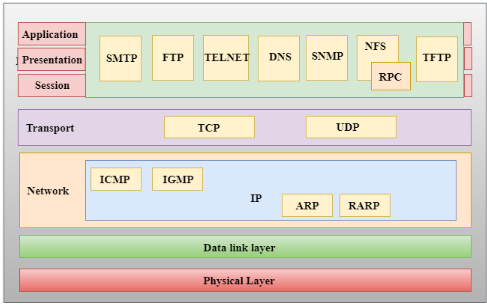 Application
Presentation
Session
SMTP
FTP
TELNET
DNS
SNMP
NFS
RPC
TFTP
Transport
TCP
UDP
Network
ICMP
IGMP
IP
ARP
RARP
Data link layer
Physical Layer